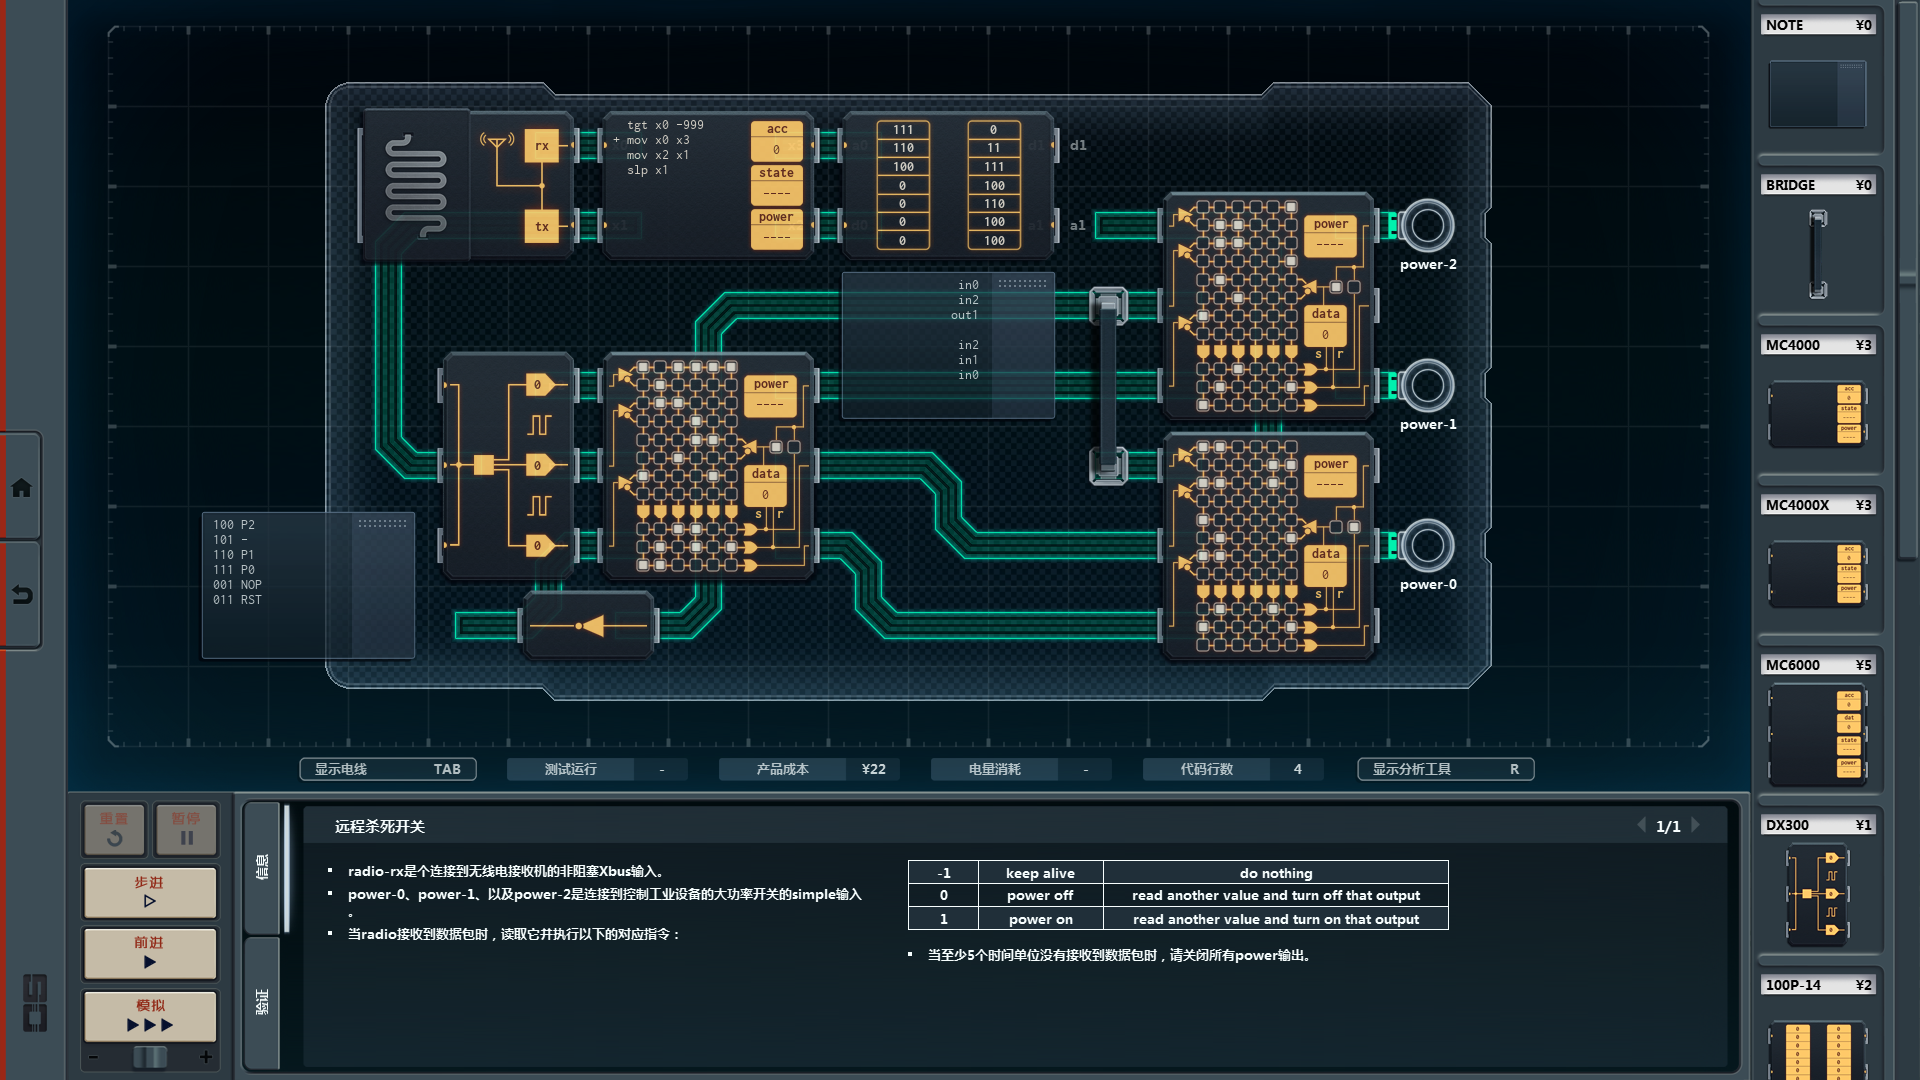 NOTE ¥0
BRIDGE ¥0
MC4000 ¥3
MC4000X ¥3
MC6000 ¥5
DX300 ¥1
100P-14 ¥2
rx
tx
tgt x0 -999
+ mov x0 x3
mov x2 x1
slp x1
acc
0
state
----
power
----
111 0
110 11
100 111
0 100
0 110
0 100
0 100
d1
a1
in0
in2
out1
in2
in1
in0
power
----
data
0
s r
power-2
power-1
power-0
0
0
0
power
----
data
0
s r
power
----
data
0
s r
100 P2
101 -
110 P1
111 P0
001 NOP
011 RST
显示电线 TAB
测试运行 -
产品成本 ¥22
电量消耗 -
代码行数 4
显示分析工具 R
重置
暂停
步进
前进
模拟
- +
信息
验证
远程杀死开关
1/1
▪ radio-rx是个连接到无线电接收机的非阻塞Xbus输入。
▪ power-0、power-1、以及power-2是连接到控制工业设备的大功率开关的simple输入
。
▪ 当radio接收到数据包时，读取它并执行以下的对应指令：
-1 keep alive do nothing
0 power off read another value and turn off that output
1 power on read another value and turn on that output
▪ 当至少5个时间单位没有接收到数据包时，请关闭所有power输出。